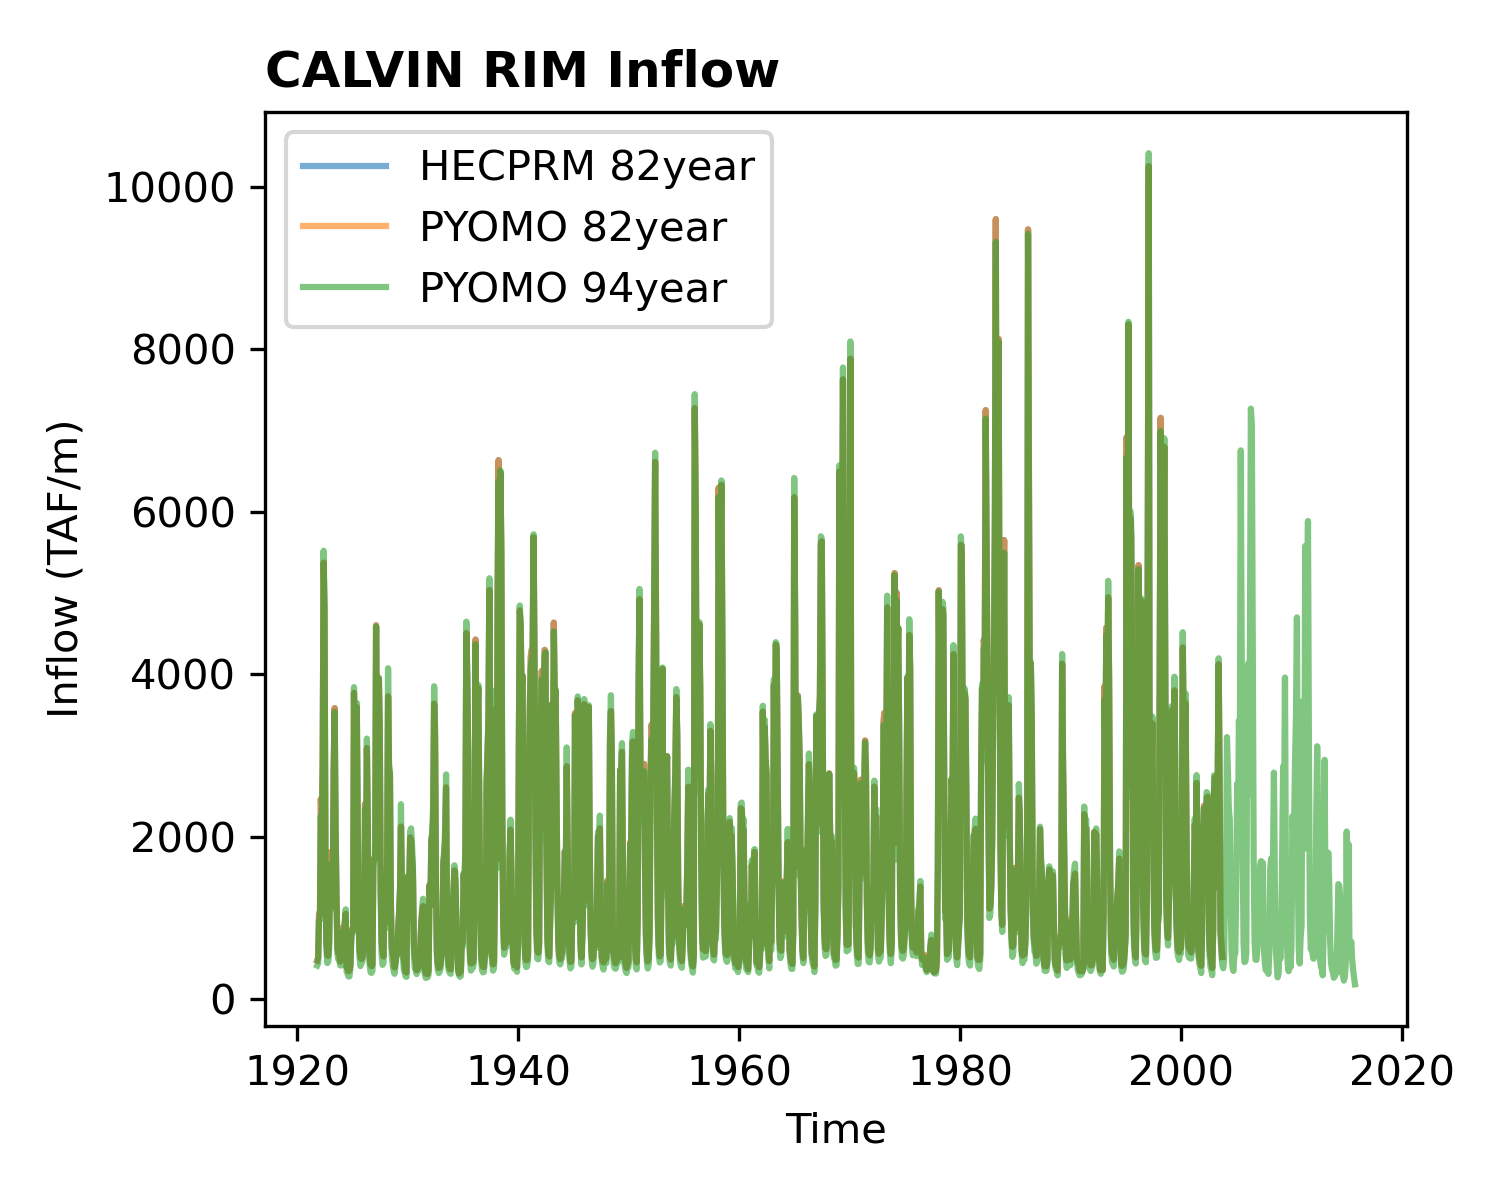 CALVIN RIM Inflow
HECPRM 82year
PYOMO 82year
PYOMO 94year
10000
8000
6000
4000
2000
0
Inflow (TAF/m)
1920 1940 1960 1980 2000 2020
Time